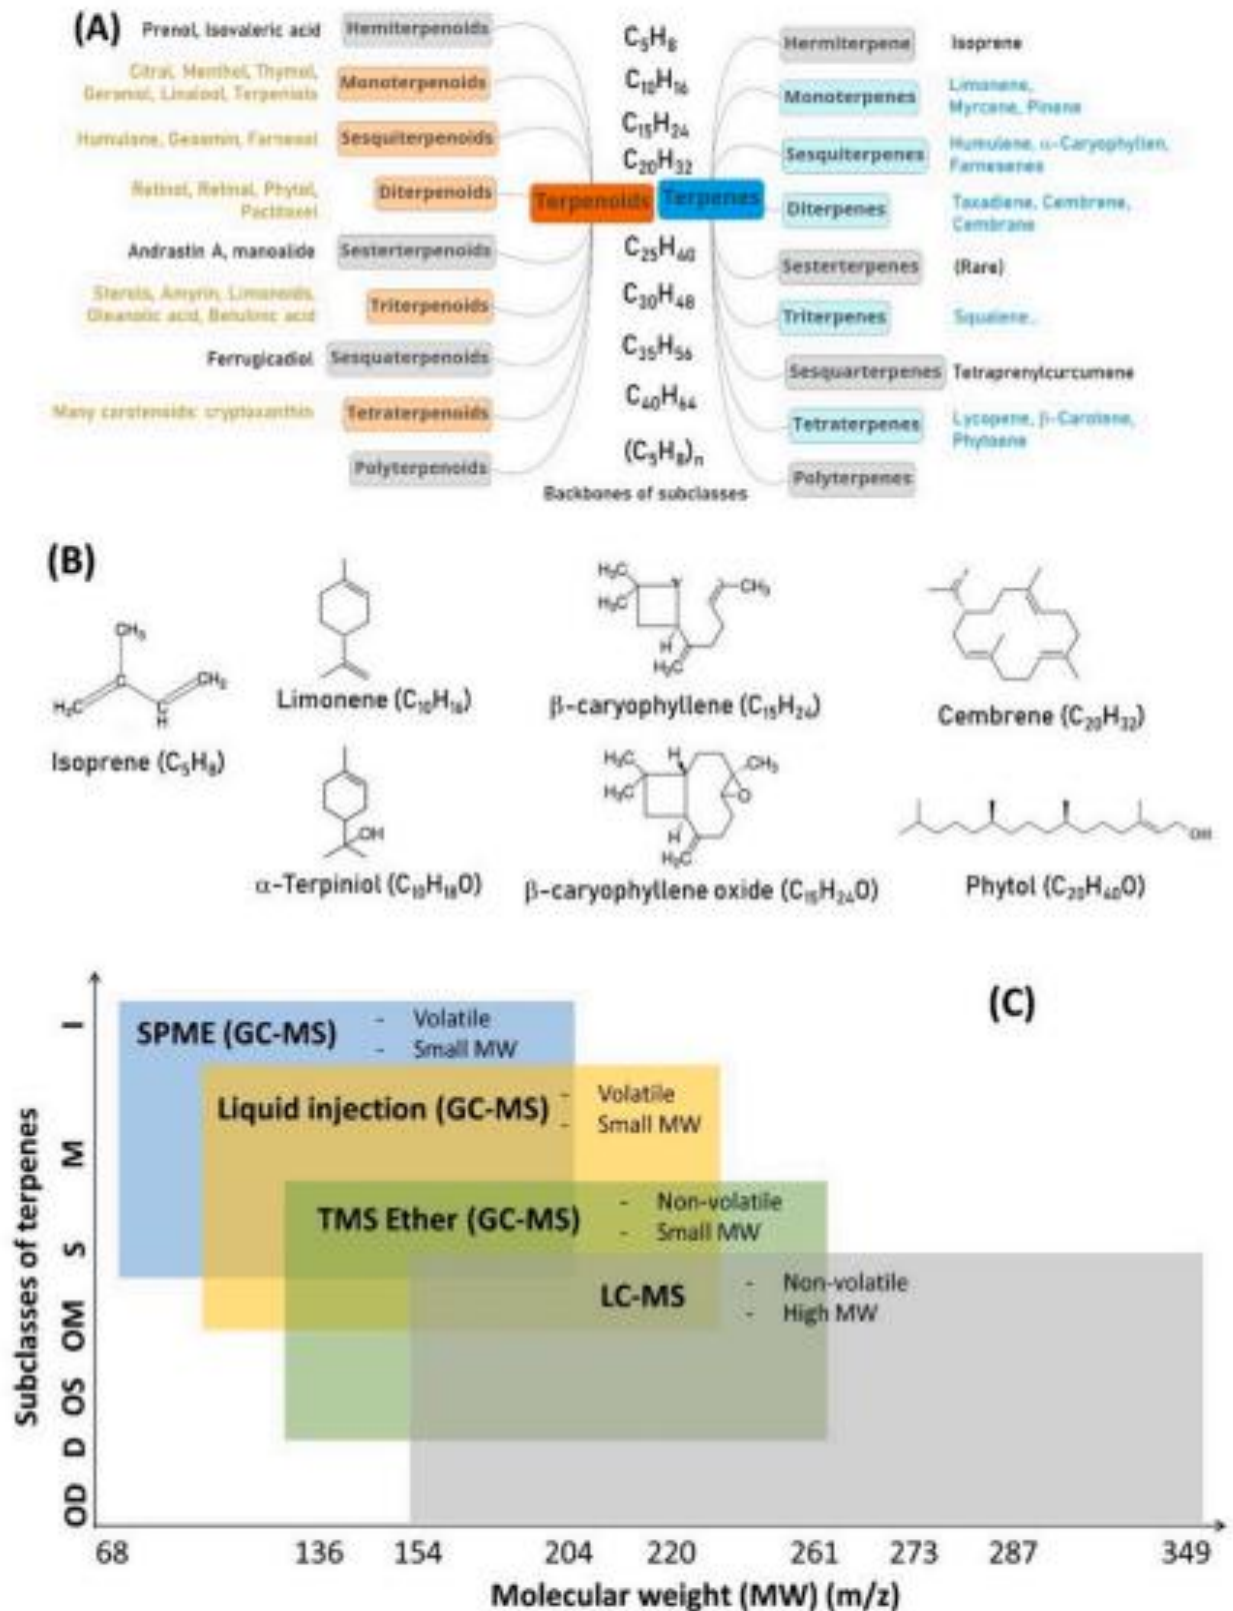 (A)
Prenol, Isovaleric acid
Hemiterpenoids
Citral, Menthol, Thymol,
Geraniol, Linalool, Terpeniols
Monoterpenoids
Humulone, Geosmin, Farnesol
Sesquiterpenoids
Retinol, Retinal, Phytol,
Paclitaxel
Diterpenoids
Andrastin A, manoalide
Sesterterpenoids
Sterols, Amyrin, Limonoids,
Oleanolic acid, Betulinic acid
Triterpenoids
Ferrugicadiol
Sesquaterpenoids
Many carotenoids: cryptoxanthin
Tetraterpenoids
Polyterpenoids
Terpenoids
Terpenes
C₅H₈
C₁₀H₁₆
C₁₅H₂₄
C₂₀H₃₂
C₂₅H₄₀
C₃₀H₄₈
C₃₅H₅₆
C₄₀H₆₄
(C₅H₈)ₙ
Backbones of subclasses
Hermiterpene
Isoprene
Monoterpenes
Limonene,
Myrcene, Pinene
Sesquiterpenes
Humulene, α-Caryophyllen,
Farnesenes
Diterpenes
Taxadiene, Cembrene,
Cembrane
Sesterterpenes
(Rare)
Triterpenes
Squalene..
Sesquarterpenes
Tetraprenylcurcumene
Tetraterpenes
Lycopene, β-Carotene,
Phytoene
Polyterpenes
(B)
CH₃
H₂C
C
CH₂
C
H
Isoprene (C₅H₈)
Limonene (C₁₀H₁₆)
H₃C
H₃C
CH₃
H
H₂C
β-caryophyllene (C₁₅H₂₄)
Cembrene (C₂₀H₃₂)
OH
α-Terpiniol (C₁₀H₁₈O)
H₃C
H₃C
H
CH₃
O
H
H₂C
β-caryophyllene oxide (C₁₅H₂₄O)
OH
Phytol (C₂₀H₄₀O)
(C)
SPME (GC-MS)
- Volatile
- Small MW
Liquid injection (GC-MS)
- Volatile
- Small MW
TMS Ether (GC-MS)
- Non-volatile
- Small MW
LC-MS
- Non-volatile
- High MW
Subclasses of terpenes
I
M
S
OM
OS
D
OD
68 136 154 204 220 261 273 287 349
Molecular weight (MW) (m/z)